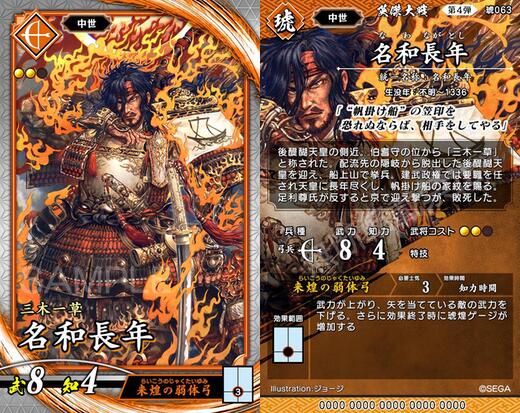 中世
三木一草
名和長年
武8 知4
らいこうのじゃくたいゆみ
来煌の弱体弓
3
SAMPLE
琥
中世
英傑大戦
第4弾
琥063
なわ ながとし
名和長年
統一名称:名和長年
生没年 不明〜1336
「“帆掛け船”の笠印を
恐れぬならば、相手をしてやる」
後醍醐天皇の側近。伯耆守の位から「三木一草」
と称された。配流先の隠岐から脱出した後醍醐天
皇を迎え、船上山で挙兵。建武政権では要職を任
され天皇に長年尽くし、帆掛け船の家紋を賜る。
足利尊氏が反すると京で迎え撃つが、敗死した。
兵種 武力 知力 武将コスト
弓兵 8 4 特技
らいこうのじゃくたいゆみ 必要士気 効果時間
来煌の弱体弓 3 知力時間
効果範囲
武力が上がり、矢を当てている敵の武力を
下げる。さらに効果終了時に琥煌ゲージが
増加する
Illustration:ジョージ
©SEGA
0000 0000 0000 0000 0000